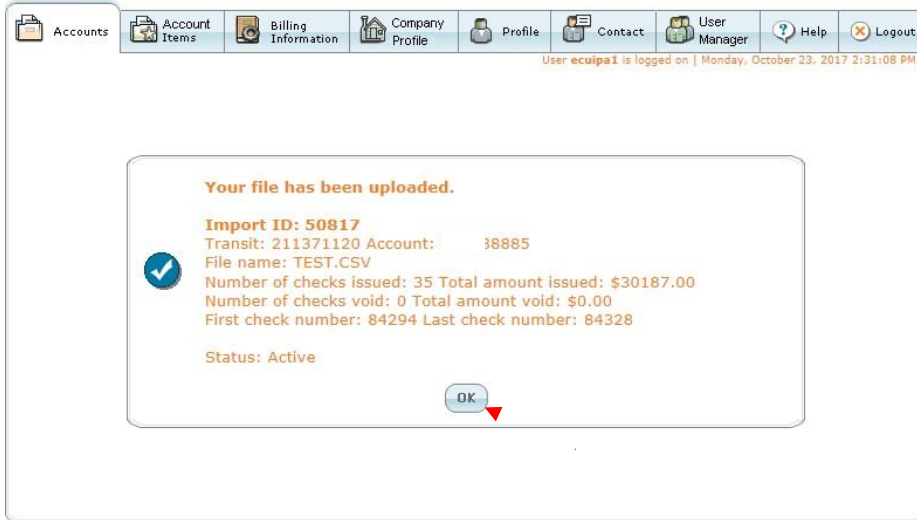 Accounts
Account Items
Billing Information
Company Profile
Profile
Contact
User Manager
Help
Logout
User ecuipa1 is logged on | Monday, October 23, 2017 2:31:08 PM
Your file has been uploaded.
Import ID: 50817
Transit: 211371120 Account: 38885
File name: TEST.CSV
Number of checks issued: 35 Total amount issued: $30187.00
Number of checks void: 0 Total amount void: $0.00
First check number: 84294 Last check number: 84328
Status: Active
OK